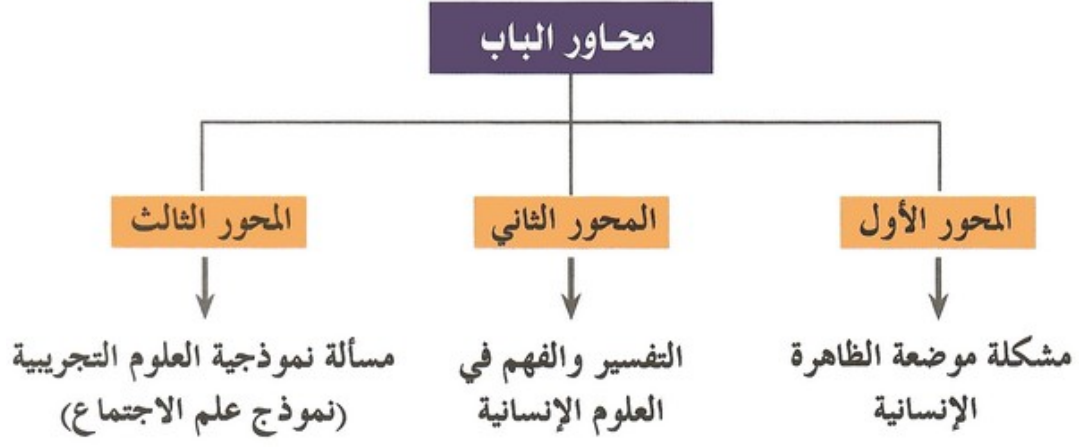 محاور الباب
المحور الأول
المحور الثاني
المحور الثالث
مشكلة موضعة الظاهرة
الإنسانية
التفسير والفهم في
العلوم الإنسانية
مسألة نموذجية العلوم التجريبية
(نموذج علم الاجتماع)